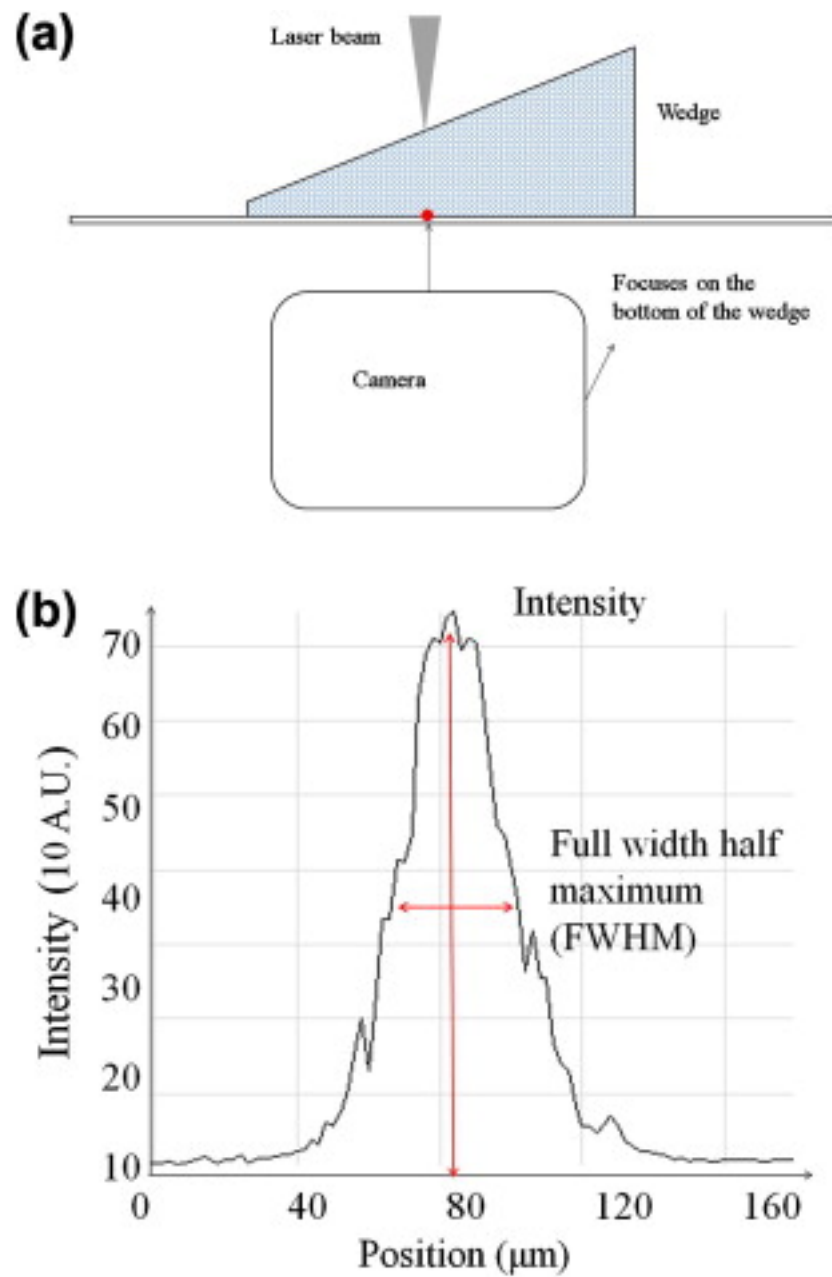 (a)
Laser beam
Wedge
Focuses on the
bottom of the wedge
Camera
(b)
Intensity
70
60
50
40
30
20
10
Intensity (10 A.U.)
Full width half
maximum
(FWHM)
0 40 80 120 160
Position (μm)